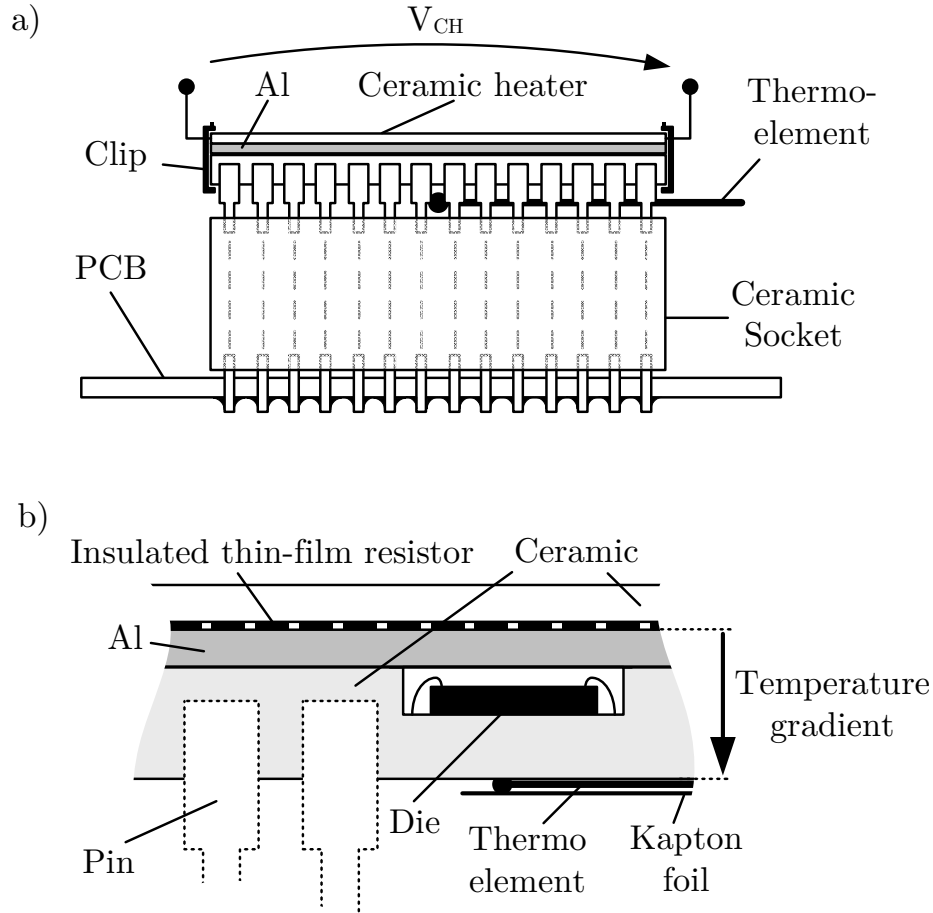 a)
V_CH
Al
Ceramic heater
Thermo-
element
Clip
PCB
Ceramic
Socket
b)
Insulated thin-film resistor
Ceramic
Al
Temperature
gradient
Die
Pin
Thermo
element
Kapton
foil